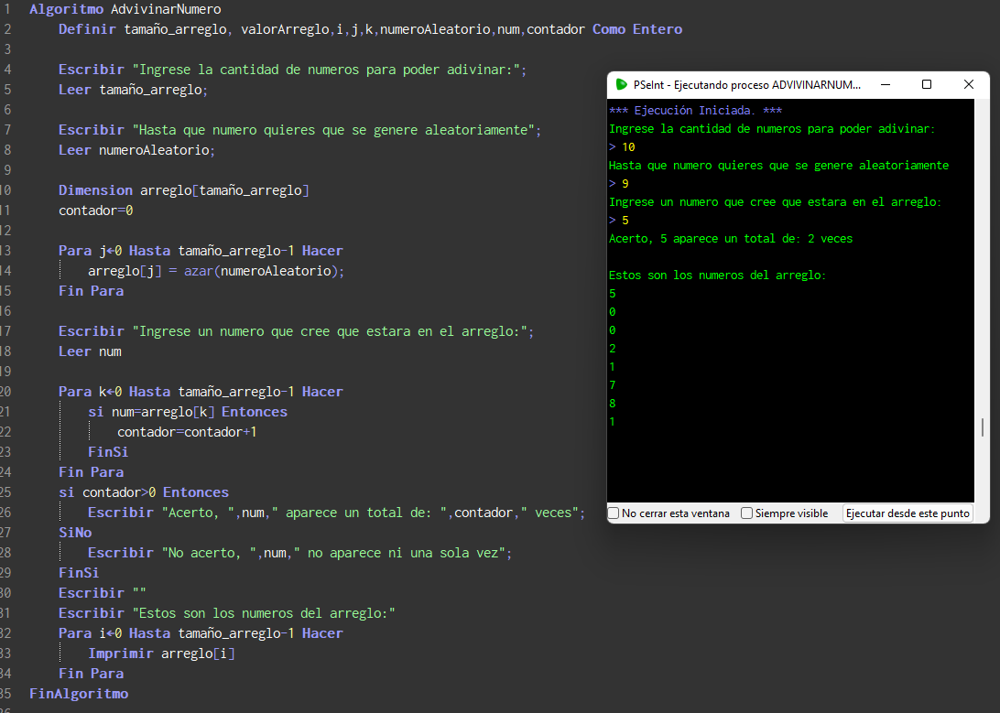 1 Algoritmo AdvivinarNumero
2 Definir tamaño_arreglo, valorArreglo,i,j,k,numeroAleatorio,num,contador Como Entero
3
4 Escribir "Ingrese la cantidad de numeros para poder adivinar:";
5 Leer tamaño_arreglo;
6
7 Escribir "Hasta que numero quieres que se genere aleatoriamente";
8 Leer numeroAleatorio;
9
10 Dimension arreglo[tamaño_arreglo]
11 contador=0
12
13 Para j←0 Hasta tamaño_arreglo-1 Hacer
14 arreglo[j] = azar(numeroAleatorio);
15 Fin Para
16
17 Escribir "Ingrese un numero que cree que estara en el arreglo:";
18 Leer num
19
20 Para k←0 Hasta tamaño_arreglo-1 Hacer
21 si num=arreglo[k] Entonces
22 contador=contador+1
23 FinSi
24 Fin Para
25 si contador>0 Entonces
26 Escribir "Acerto, ",num," aparece un total de: ",contador," veces";
27 SiNo
28 Escribir "No acerto, ",num," no aparece ni una sola vez";
29 FinSi
30 Escribir ""
31 Escribir "Estos son los numeros del arreglo:"
32 Para i←0 Hasta tamaño_arreglo-1 Hacer
33 Imprimir arreglo[i]
34 Fin Para
35 FinAlgoritmo
PSeInt - Ejecutando proceso ADVIVINARNUM...
*** Ejecución Iniciada. ***
Ingrese la cantidad de numeros para poder adivinar:
> 10
Hasta que numero quieres que se genere aleatoriamente
> 9
Ingrese un numero que cree que estara en el arreglo:
> 5
Acerto, 5 aparece un total de: 2 veces
Estos son los numeros del arreglo:
5
0
0
2
1
7
8
1
No cerrar esta ventana Siempre visible Ejecutar desde este punto